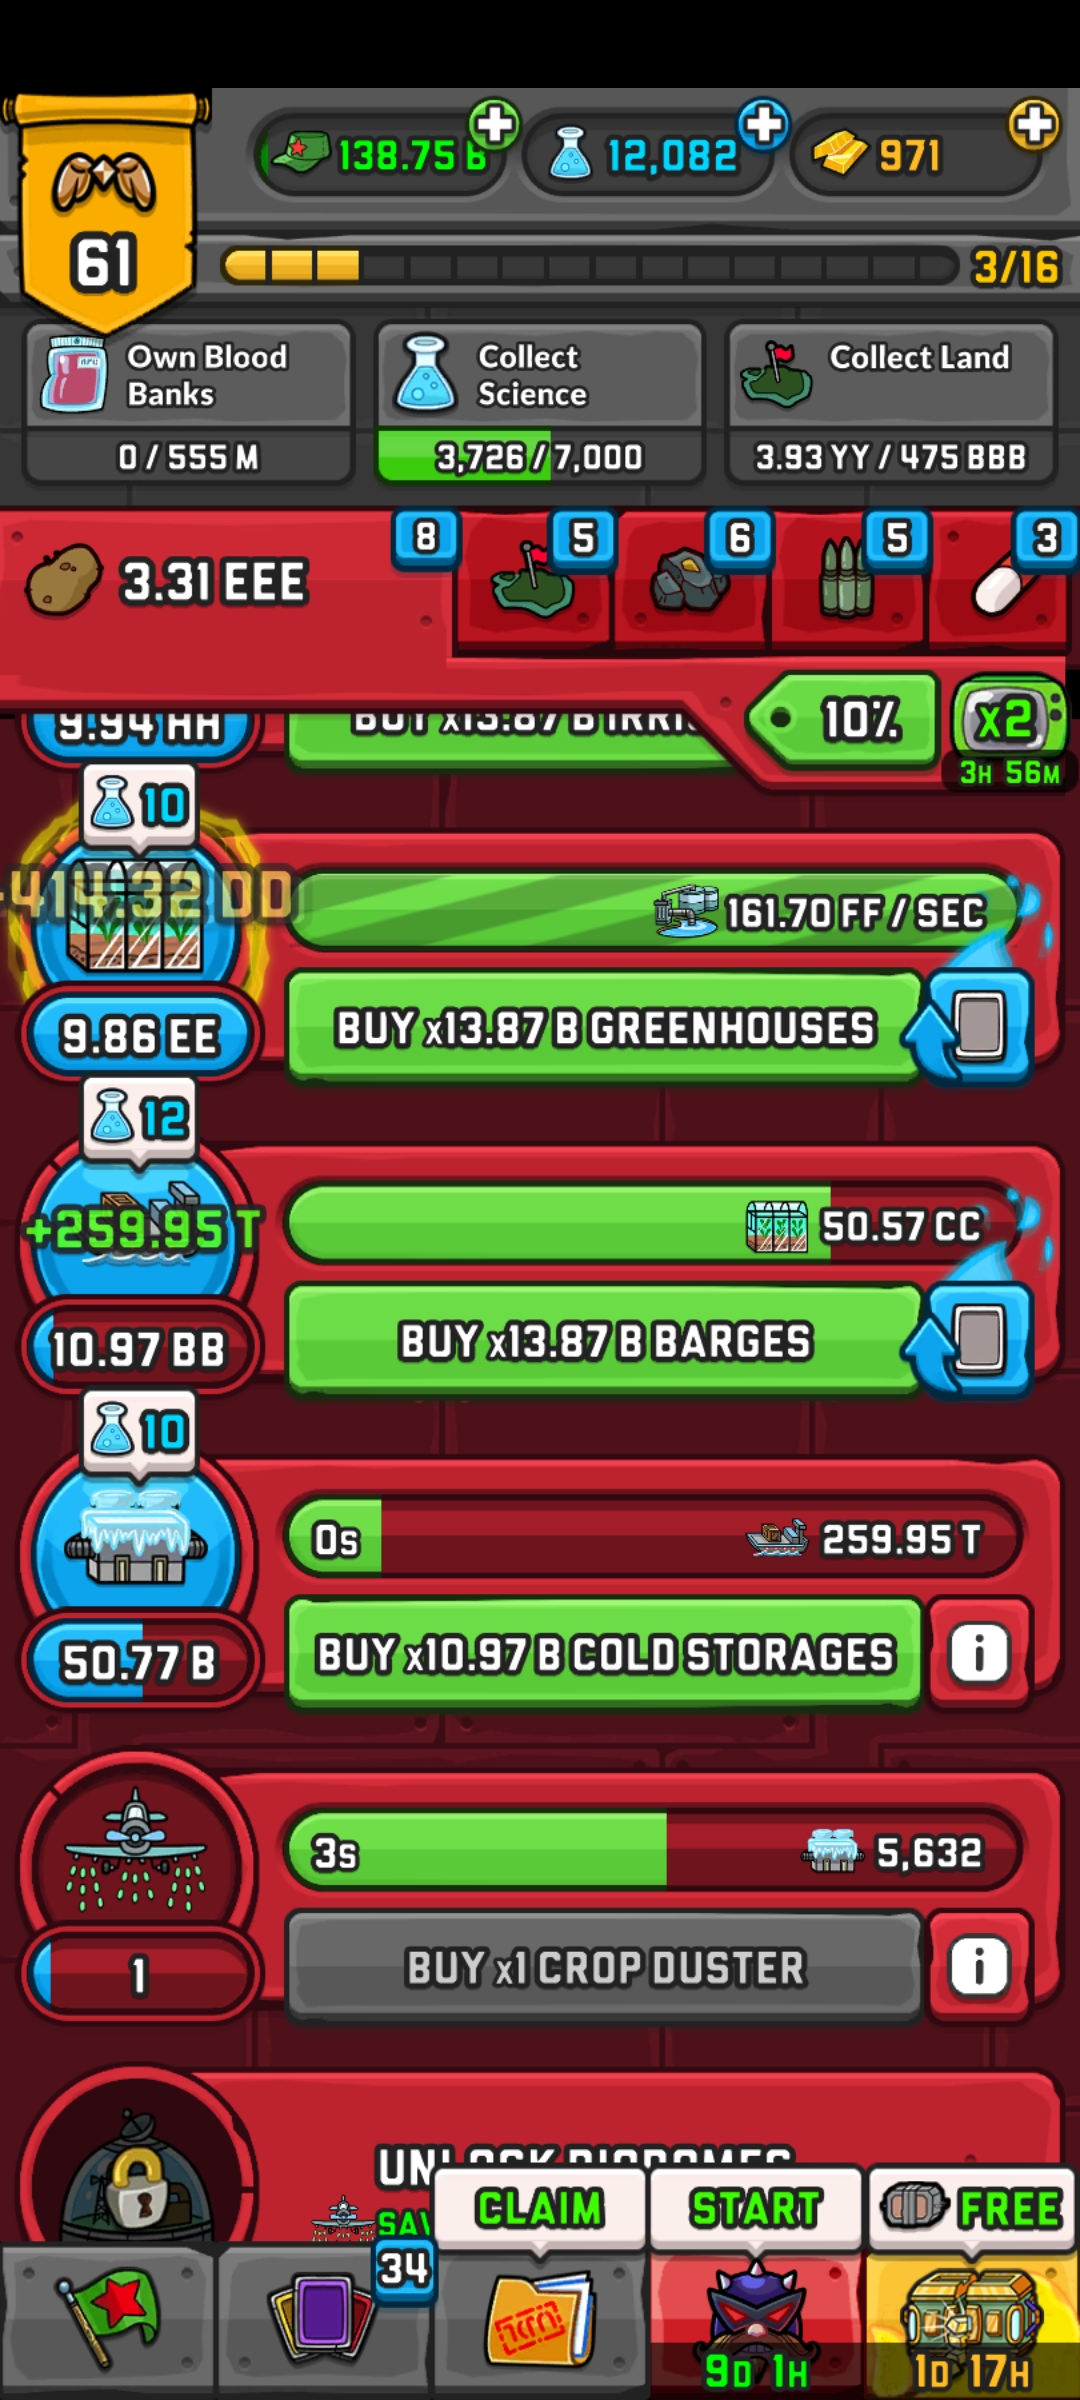 138.75 B
12,082
971
61
3/16
Own Blood
Banks
0 / 555 M
Collect
Science
3,726 / 7,000
Collect Land
3.93 YY / 475 BBB
3.31 EEE
8
5
6
5
3
9.94 HH
BUY x13.87 B
10%
x2
3H 56M
10
414.32 DD
161.70 FF / SEC
9.86 EE
BUY x13.87 B GREENHOUSES
12
+259.95 T
50.57 CC
10.97 BB
BUY x13.87 B BARGES
10
0s
259.95 T
50.77 B
BUY x10.97 B COLD STORAGES
i
3s
5,632
1
BUY x1 CROP DUSTER
i
UNLOCK BIODOMES
CLAIM
START
FREE
34
9D 1H
1D 17H